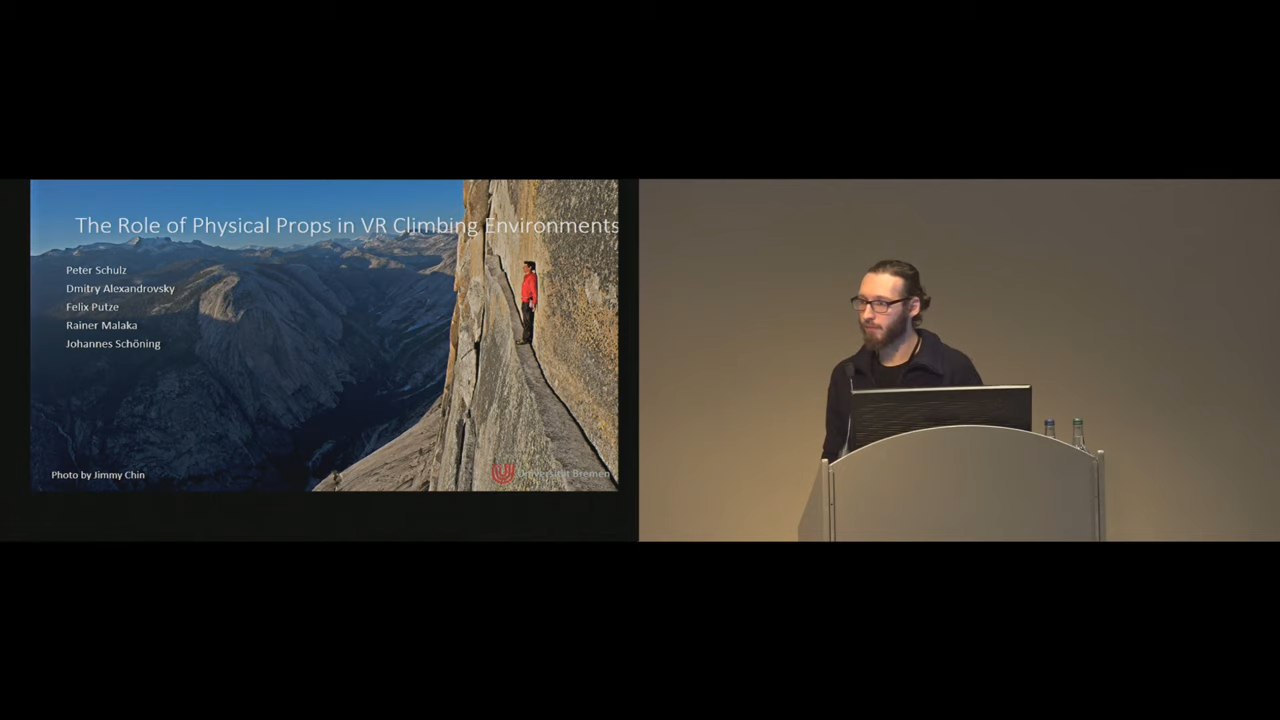 The Role of Physical Props in VR Climbing Environments
Peter Schulz
Dmitry Alexandrovsky
Felix Putze
Rainer Malaka
Johannes Schöning
Photo by Jimmy Chin
Universität Bremen